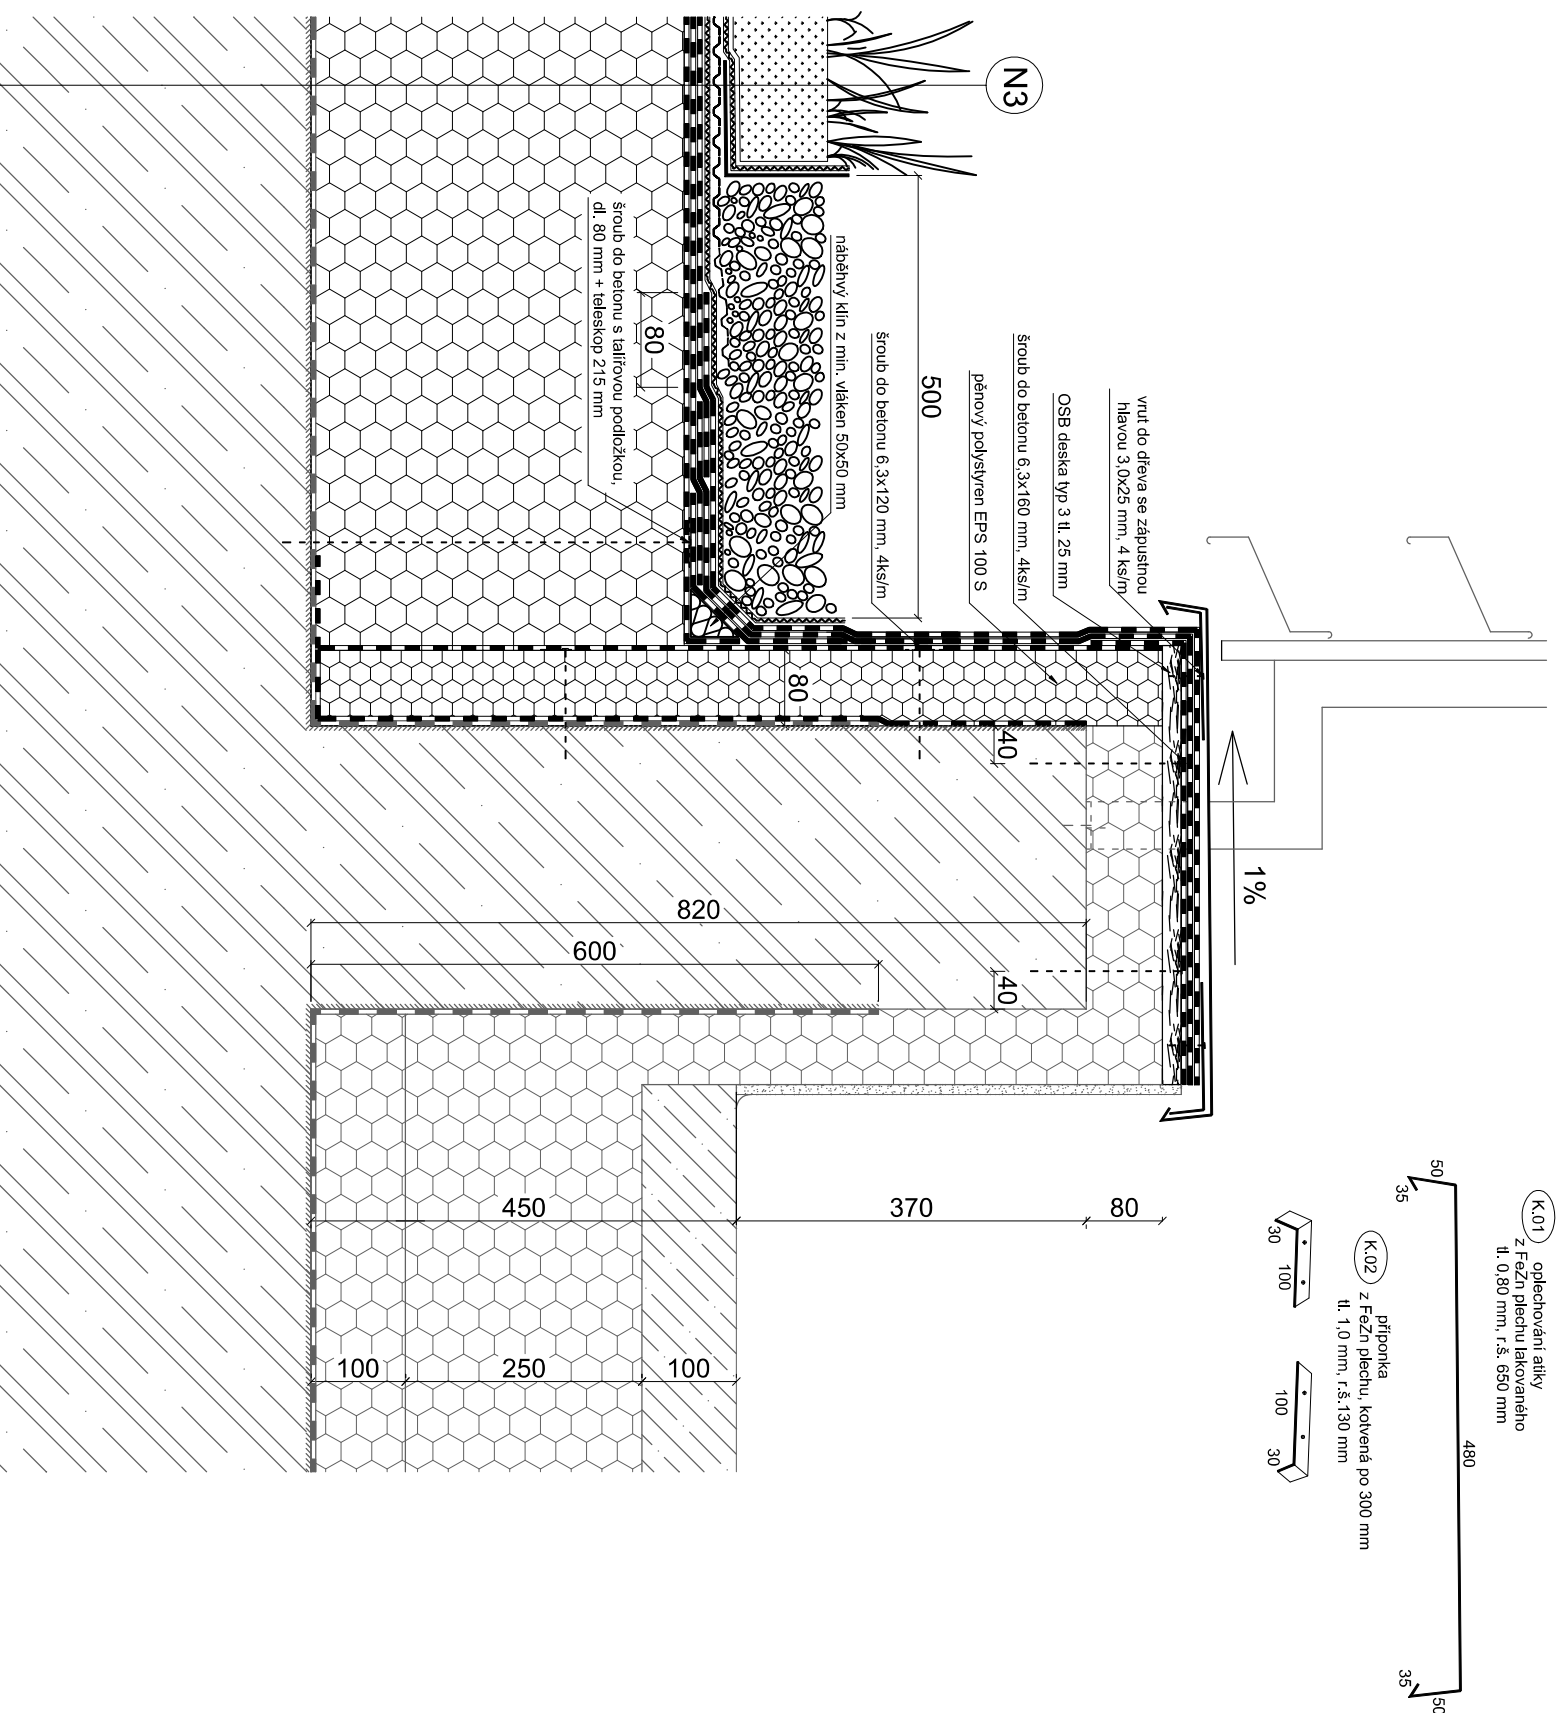 N3
500
náběhvý klín z min. vláken 50x50 mm
šroub do betonu 6,3x120 mm, 4ks/m
pěnový polystyren EPS 100 S
šroub do betonu 6,3x160 mm, 4ks/m
OSB deska typ 3 tl. 25 mm
vrut do dřeva se zápustnou
hlavou 3,0x25 mm, 4 ks/m
šroub do betonu s talířovou podložkou,
dl. 80 mm + teleskop 215 mm
80
80
40
40
1%
820
600
450
370
80
100
250
100
K.01
oplechování atiky
z FeZn plechu lakovaného
tl. 0,80 mm, r.š. 650 mm
50
35
480
35
50
K.02
příponka
z FeZn plechu, kotvená po 300 mm
tl. 1,0 mm, r.š.130 mm
30
100
100
30